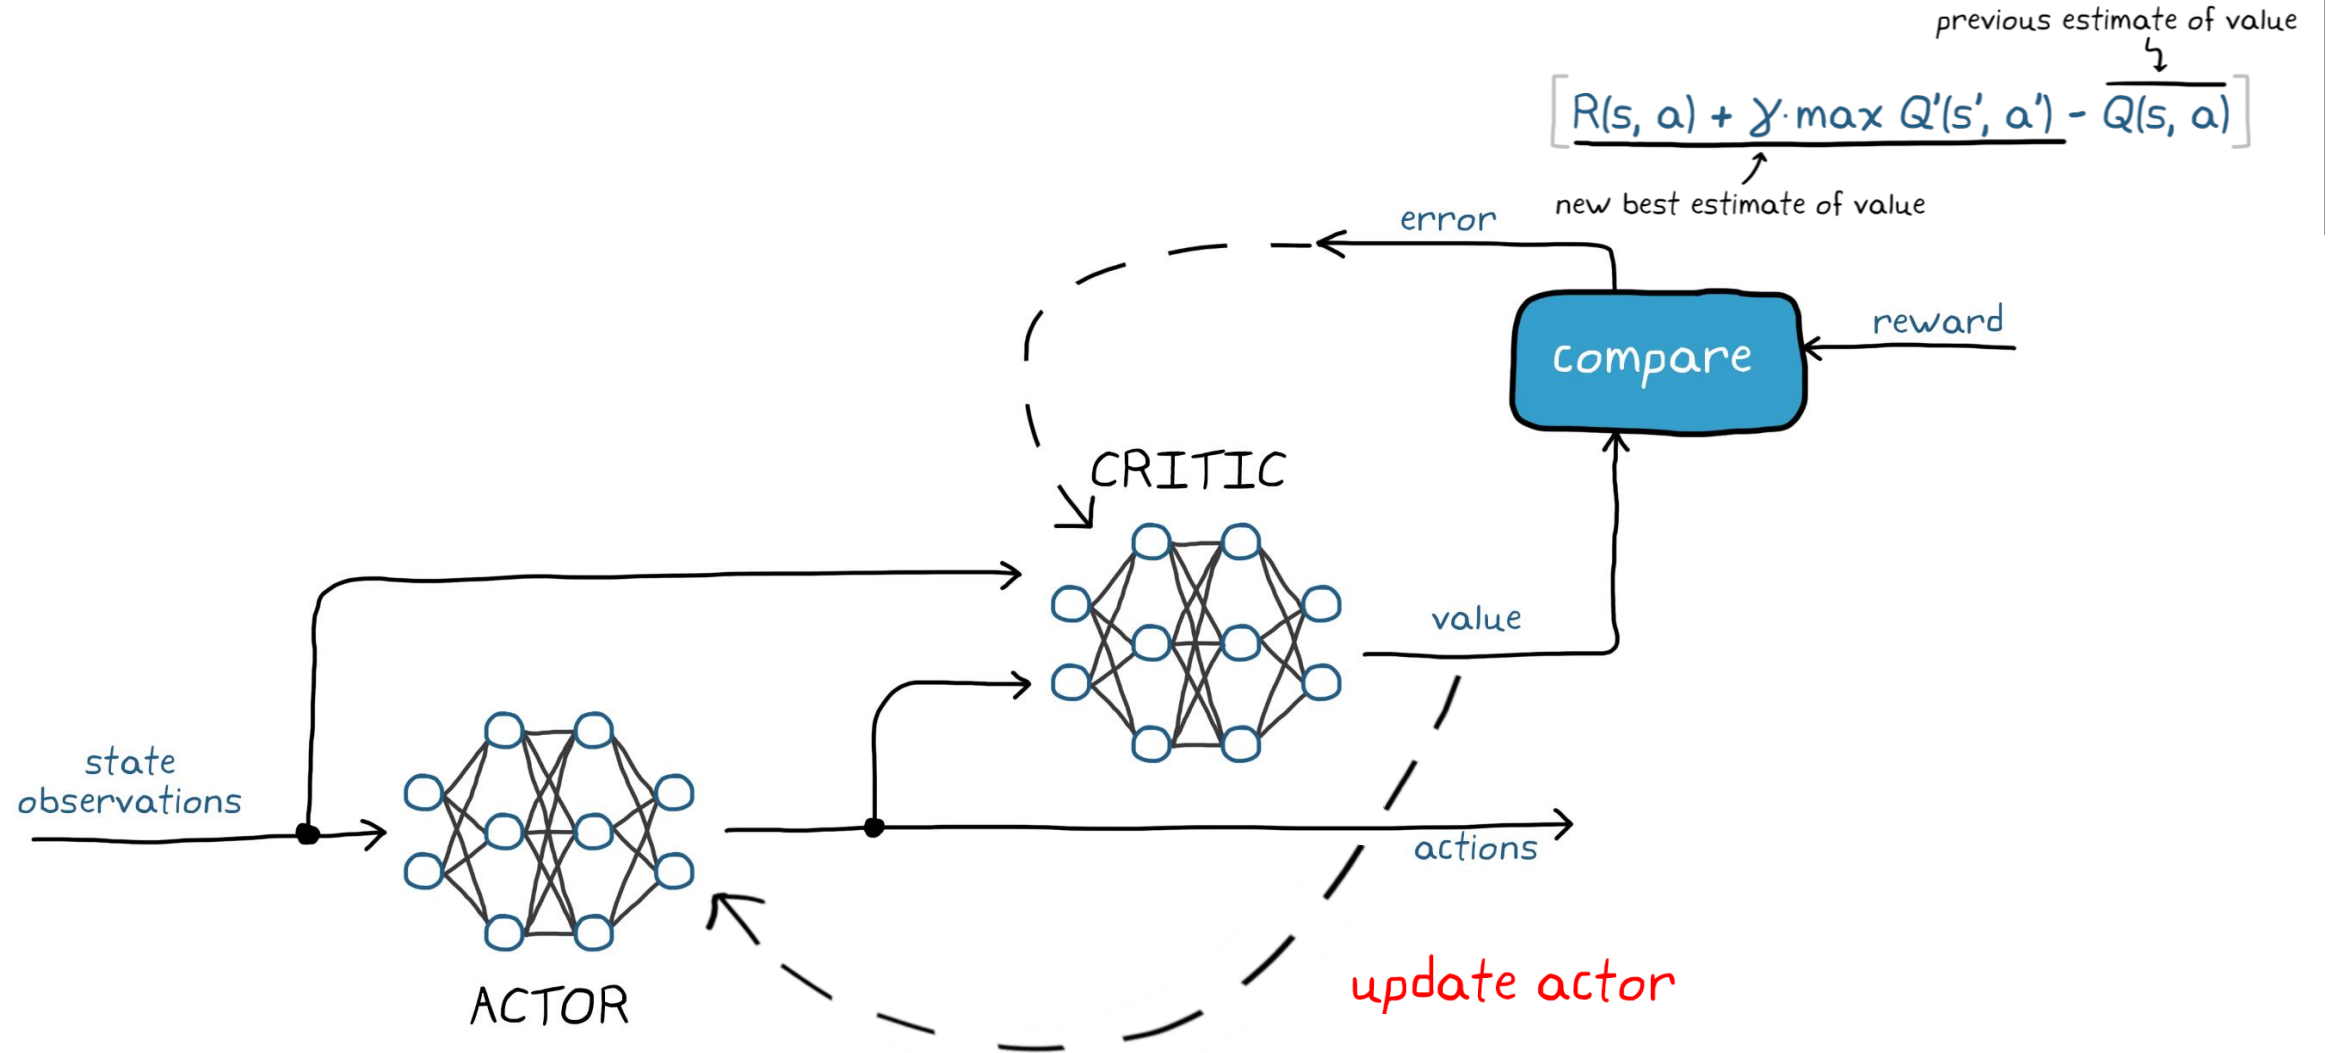 previous estimate of value
[R(s, a) + γ·max Q'(s', a') - Q(s, a)]
new best estimate of value
error
reward
compare
CRITIC
value
state
observations
actions
update actor
ACTOR